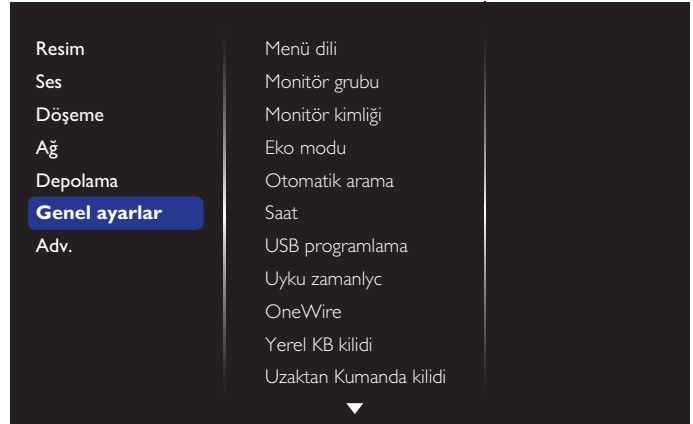 Resim
Ses
Döşeme
Ağ
Depolama
Genel ayarlar
Adv.
Menü dili
Monitör grubu
Monitör kimliği
Eko modu
Otomatik arama
Saat
USB programlama
Uyku zamanlyc
OneWire
Yerel KB kilidi
Uzaktan Kumanda kilidi